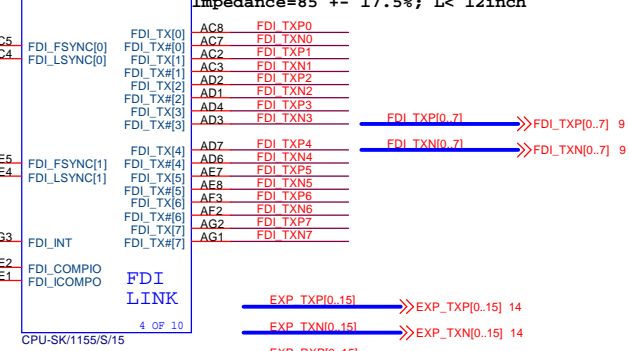 Impedance=85 +- 17.5%; L< 12inch
FDI_TX[0] AC8 FDI_TXP0
C5 FDI_FSYNC[0] FDI_TX#[0] AC7 FDI_TXN0
C4 FDI_LSYNC[0] FDI_TX[1] AC2 FDI_TXP1
FDI_TX#[1] AC3 FDI_TXN1
FDI_TX[2] AD2 FDI_TXP2
FDI_TX#[2] AD1 FDI_TXN2
FDI_TX[3] AD4 FDI_TXP3
FDI_TX#[3] AD3 FDI_TXN3
FDI_TXP[0..7] FDI_TXP[0..7] 9
FDI_TXN[0..7] FDI_TXN[0..7] 9
FDI_TX[4] AD7 FDI_TXP4
E5 FDI_FSYNC[1] FDI_TX#[4] AD6 FDI_TXN4
E4 FDI_LSYNC[1] FDI_TX[5] AE7 FDI_TXP5
FDI_TX#[5] AE8 FDI_TXN5
FDI_TX[6] AF3 FDI_TXP6
FDI_TX#[6] AF2 FDI_TXN6
FDI_TX[7] AG2 FDI_TXP7
G3 FDI_INT FDI_TX#[7] AG1 FDI_TXN7
E2 FDI_COMPIO
E1 FDI_ICOMPO
FDI
LINK
4 OF 10
CPU-SK/1155/S/15
EXP_TXP[0..15] EXP_TXP[0..15] 14
EXP_TXN[0..15] EXP_TXN[0..15] 14